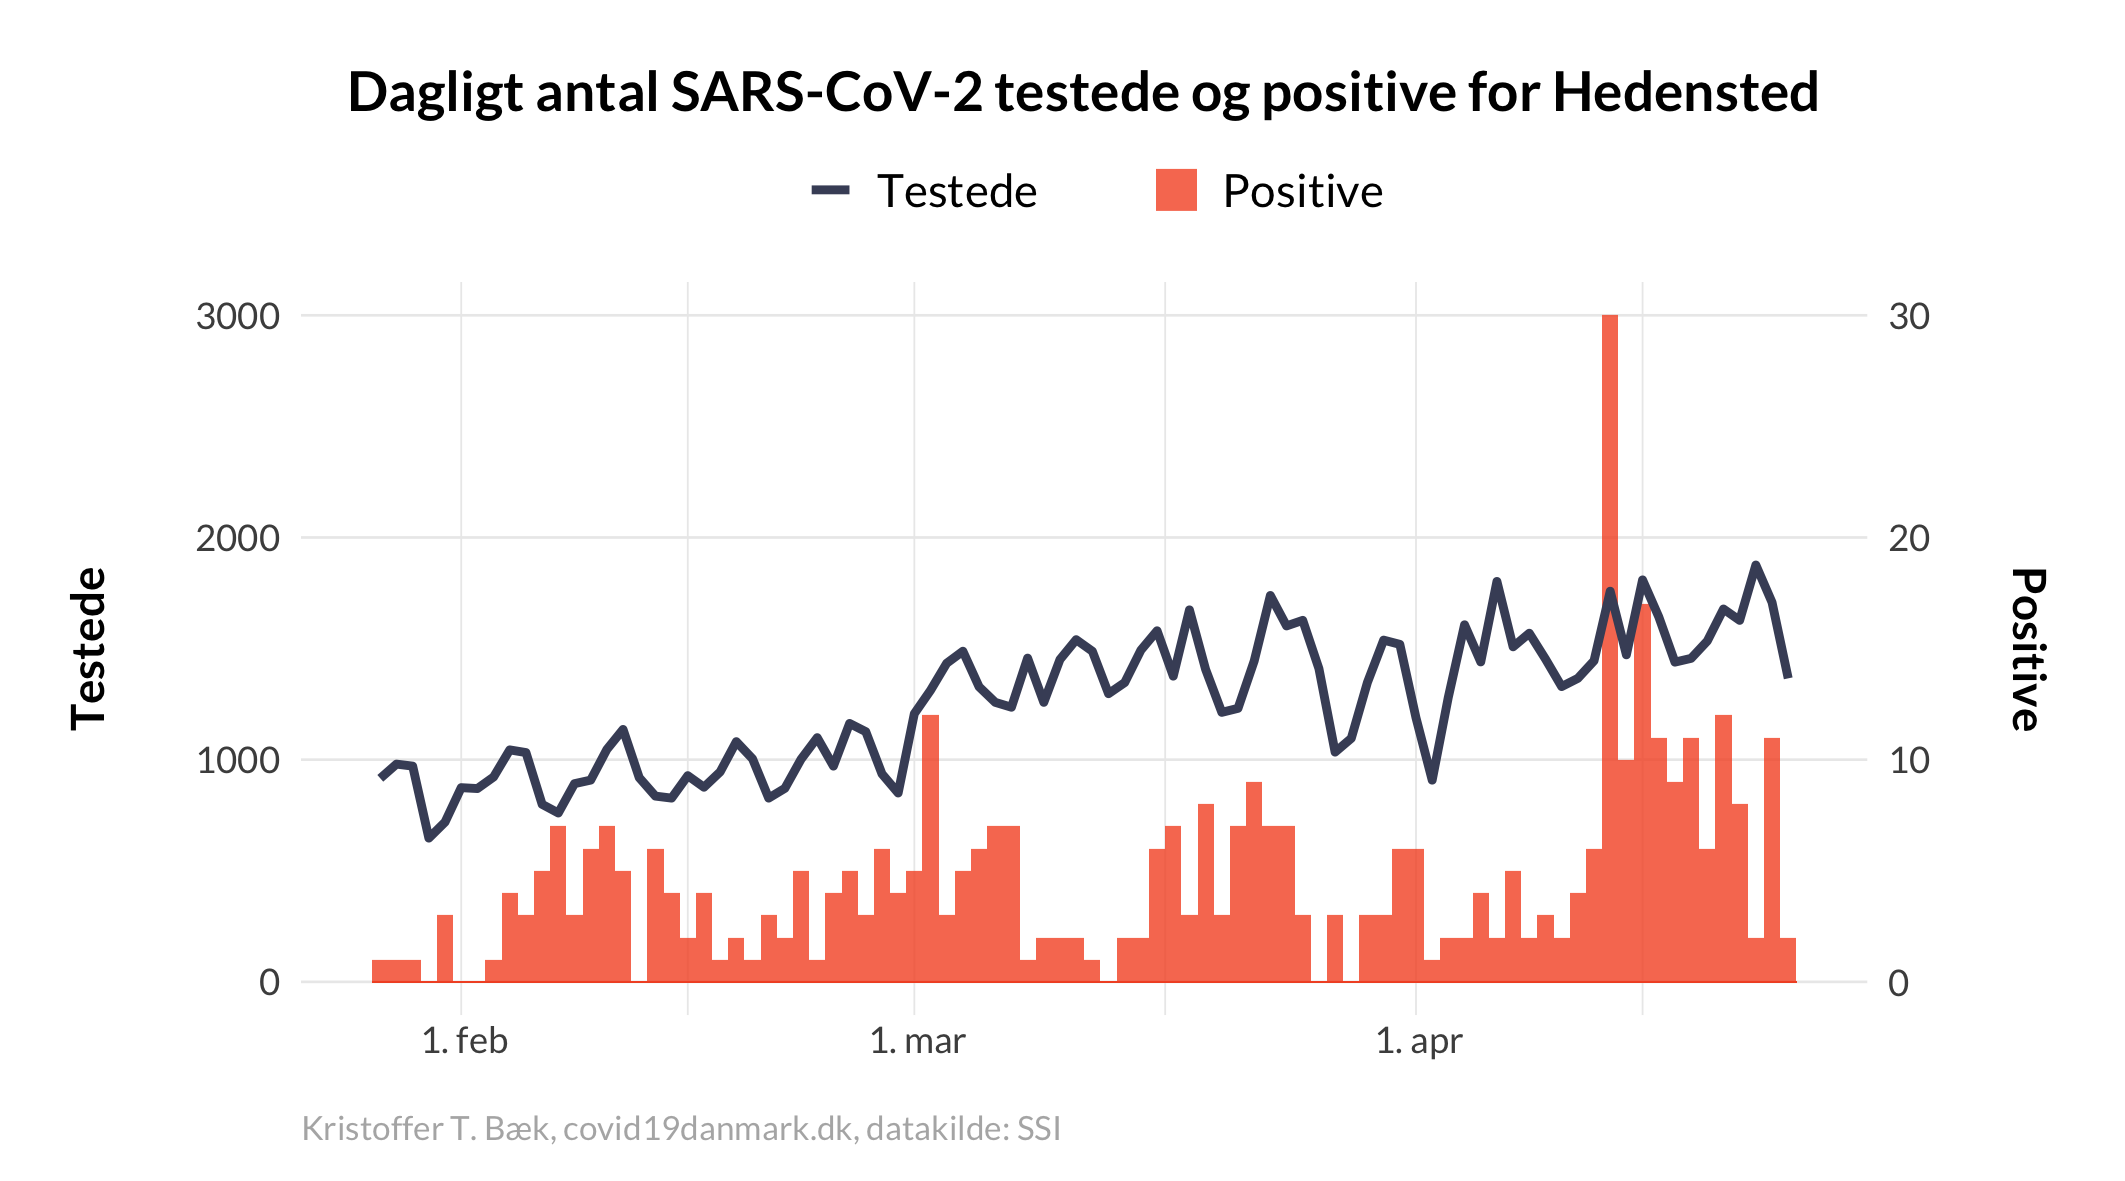 Dagligt antal SARS-CoV-2 testede og positive for Hedensted
Testede Positive
3000 30
2000 20
Testede
Positive
1000 10
0 0
1. feb 1. mar 1. apr
Kristoffer T. Bæk, covid19danmark.dk, datakilde: SSI